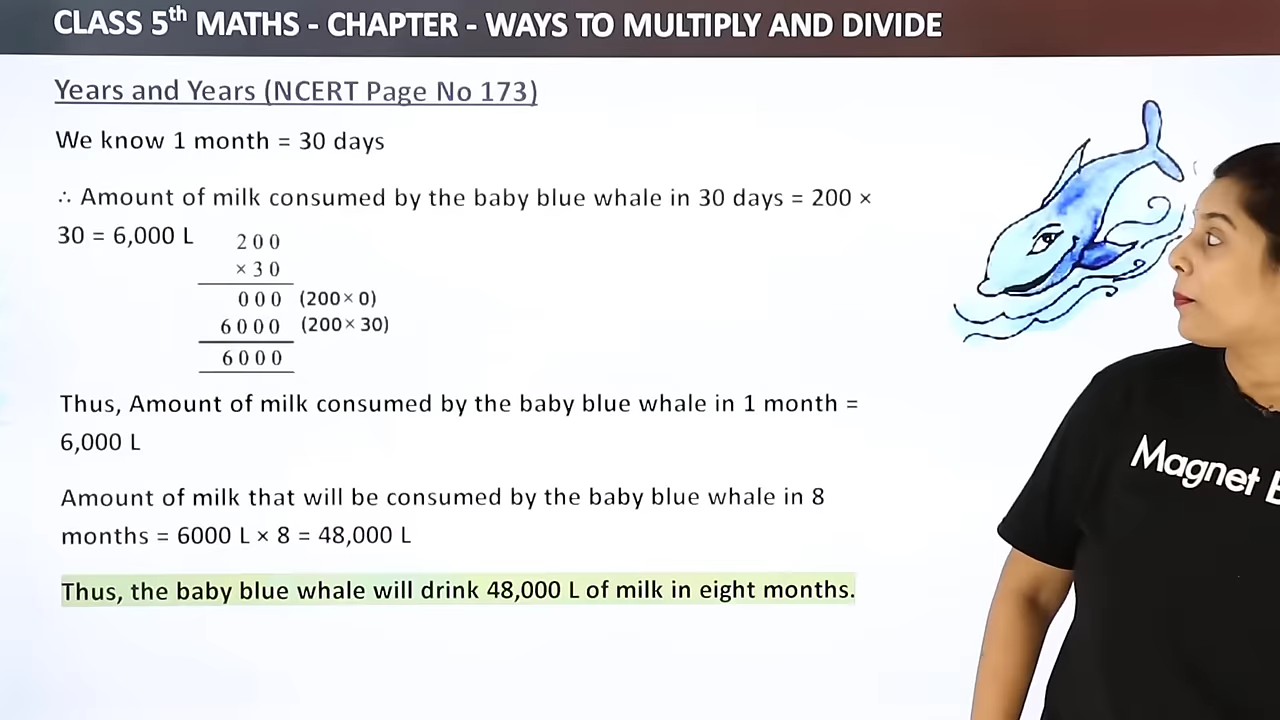 CLASS 5th MATHS - CHAPTER - WAYS TO MULTIPLY AND DIVIDE
Years and Years (NCERT Page No 173)
We know 1 month = 30 days
∴ Amount of milk consumed by the baby blue whale in 30 days = 200 ×
30 = 6,000 L
200
× 30
000 (200 × 0)
6000 (200 × 30)
6000
Thus, Amount of milk consumed by the baby blue whale in 1 month =
6,000 L
Amount of milk that will be consumed by the baby blue whale in 8
months = 6000 L × 8 = 48,000 L
Thus, the baby blue whale will drink 48,000 L of milk in eight months.
Magnet